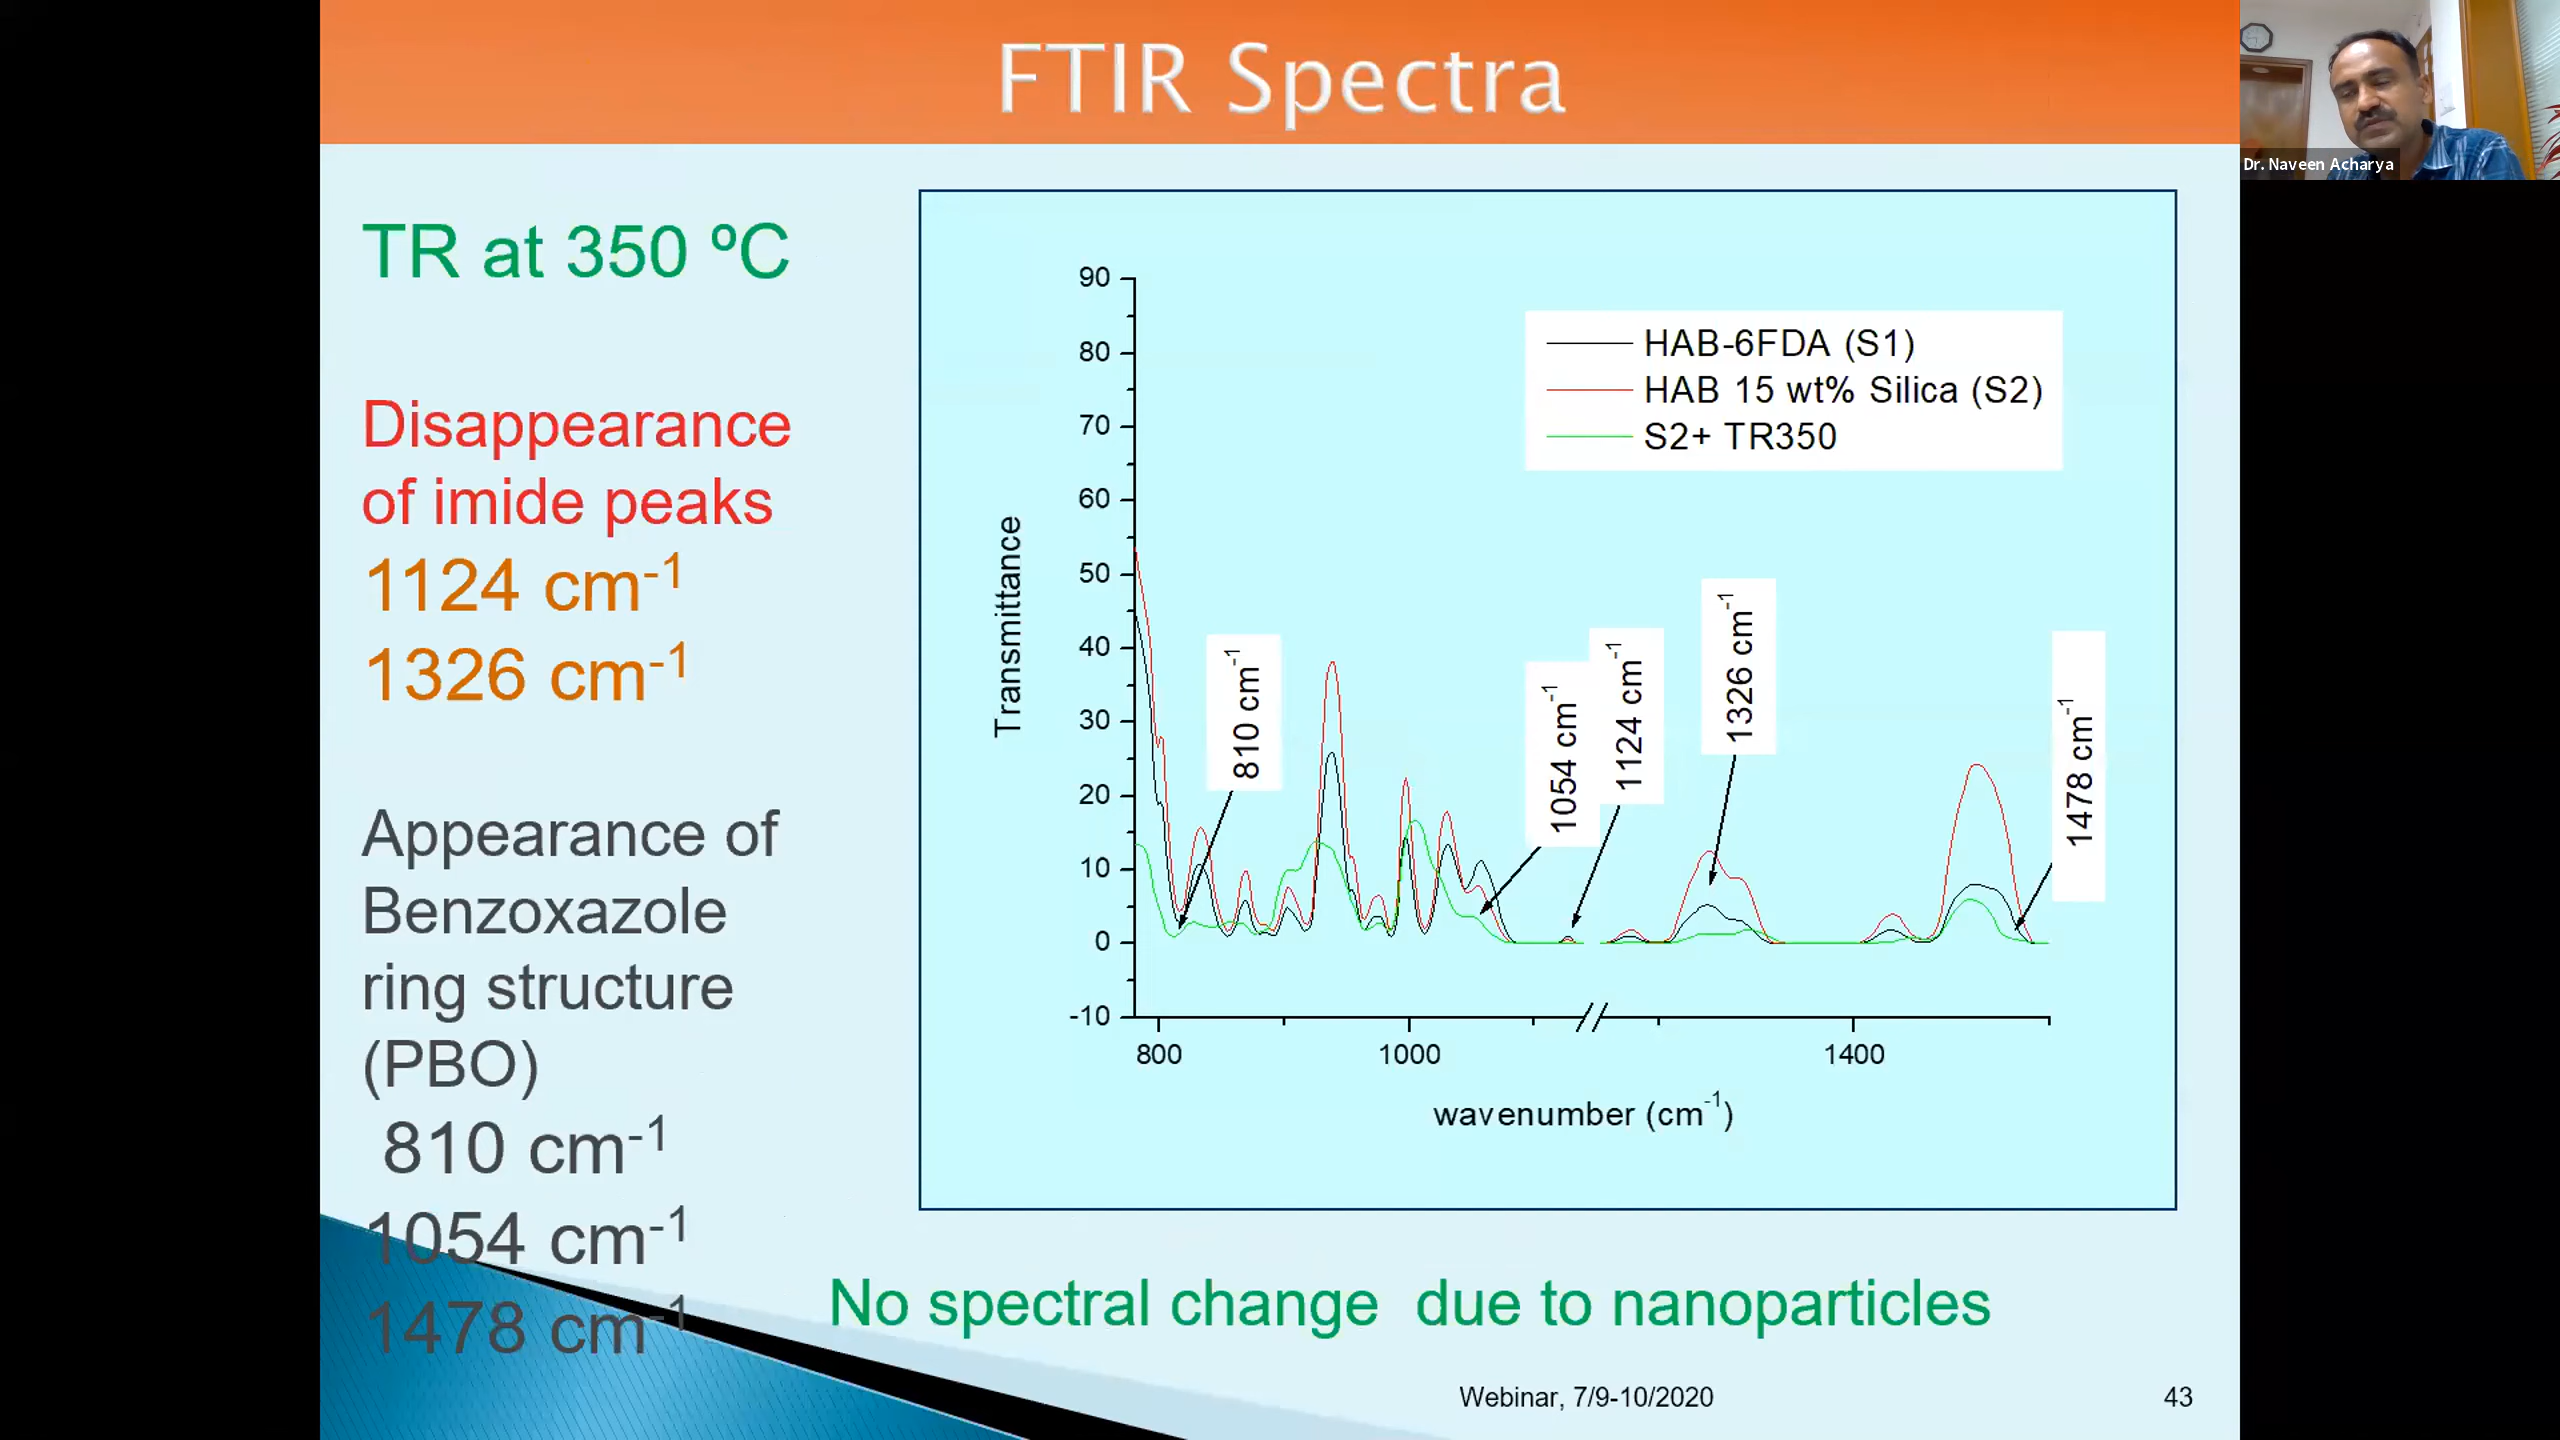 FTIR Spectra
Dr. Naveen Acharya
TR at 350 ºC
Disappearance
of imide peaks
1124 cm-1
1326 cm-1
Appearance of
Benzoxazole
ring structure
(PBO)
810 cm-1
1054 cm-1
1478 cm-1
90
80
70
60
50
40
30
20
10
0
-10
Transmittance
HAB-6FDA (S1)
HAB 15 wt% Silica (S2)
S2+ TR350
810 cm-1
1054 cm-1
1124 cm-1
1326 cm-1
1478 cm-1
800
1000
1400
wavenumber (cm-1)
No spectral change due to nanoparticles
Webinar, 7/9-10/2020
43